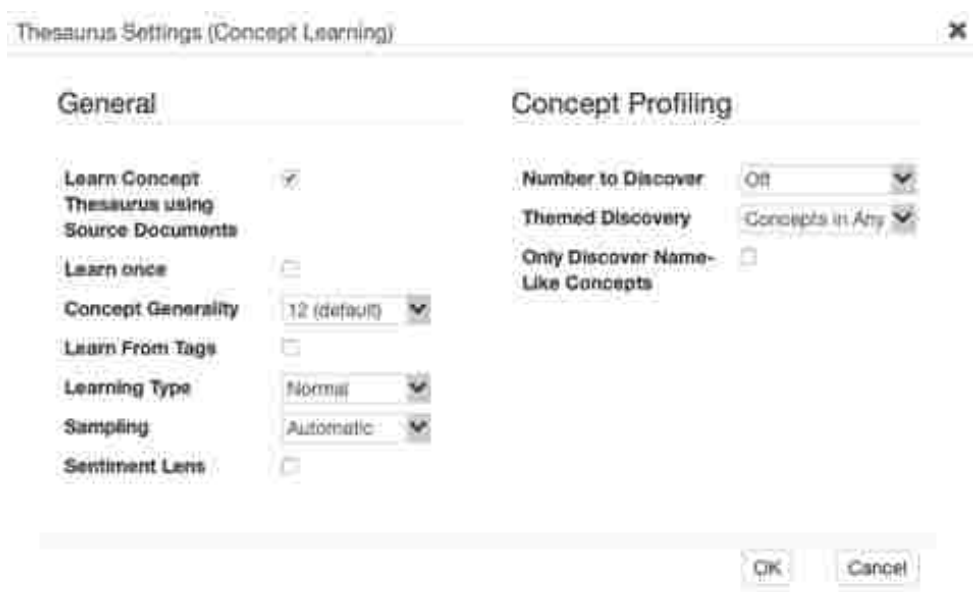 Thesaurus Settings (Concept Learning)
General
Learn Concept
Thesaurus using
Source Documents
Learn once
Concept Generality 12 (default)
Learn From Tags
Learning Type Normal
Sampling Automatic
Sentiment Lens
Concept Profiling
Number to Discover Off
Themed Discovery Concepts in Any
Only Discover Name-
Like Concepts
OK Cancel